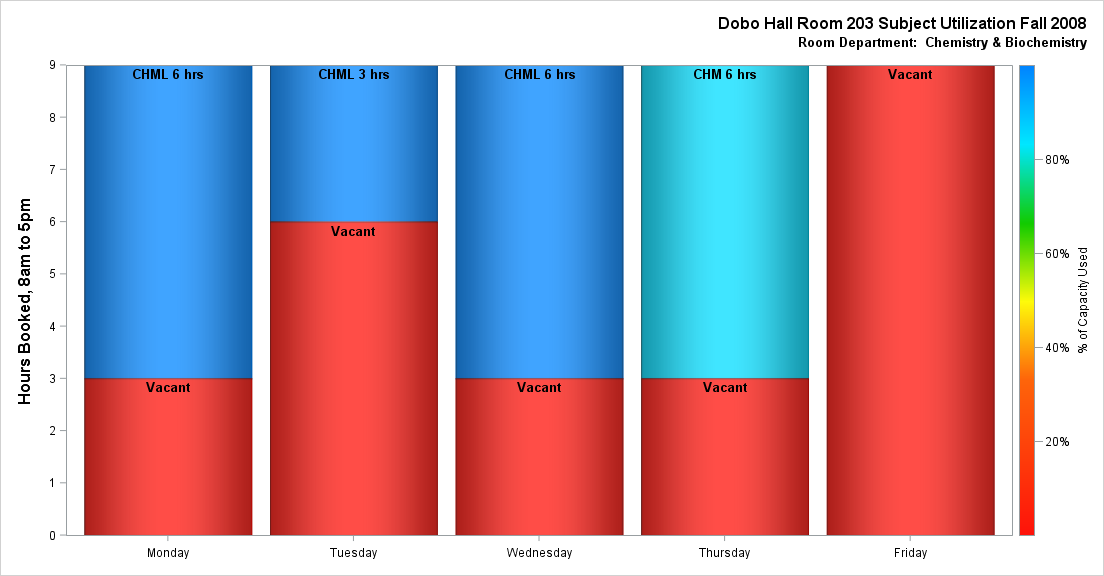 Dobo Hall Room 203 Subject Utilization Fall 2008
Room Department:  Chemistry & Biochemistry
Hours Booked, 8am to 5pm
9
8
7
6
5
4
3
2
1
0
CHML 6 hrs
Vacant
CHML 3 hrs
Vacant
CHML 6 hrs
Vacant
CHM 6 hrs
Vacant
Vacant
Monday
Tuesday
Wednesday
Thursday
Friday
80%
60%
40%
20%
% of Capacity Used